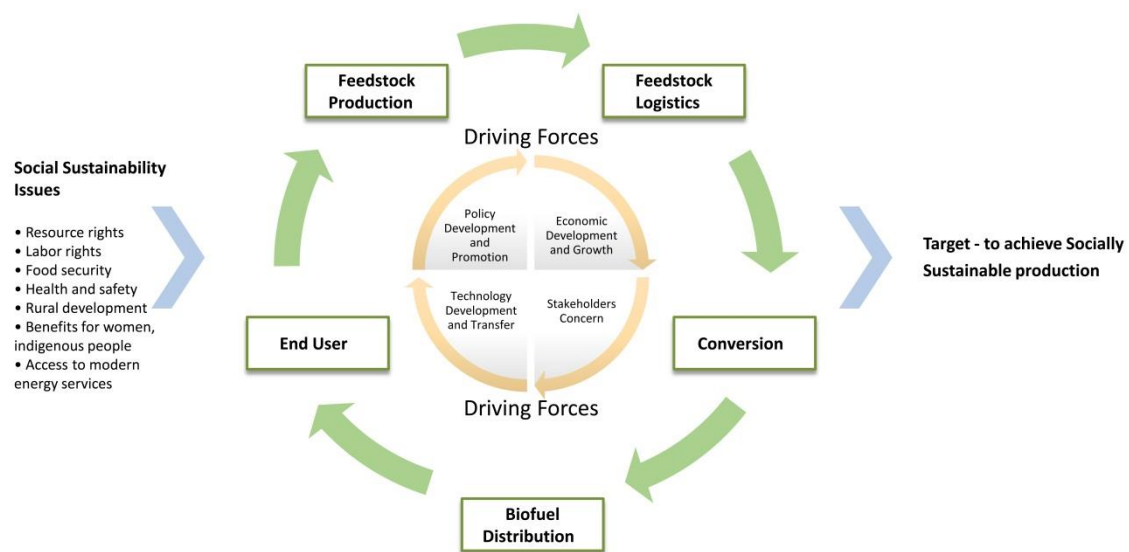 Feedstock
Production
Feedstock
Logistics
Driving Forces
Social Sustainability
Issues
• Resource rights
• Labor rights
• Food security
• Health and safety
• Rural development
• Benefits for women,
indigenous people
• Access to modern
energy services
Policy
Development
and
Promotion
Economic
Development
and Growth
Technology
Development
and Transfer
Stakeholders
Concern
Target - to achieve Socially
Sustainable production
End User
Conversion
Driving Forces
Biofuel
Distribution